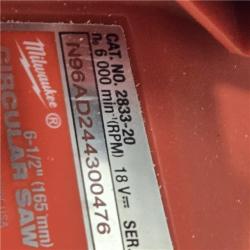 Milwaukee
®
6-1/2" (165 mm)
CIRCULAR SAW
CAT. NO. 2833-20
n₀ 6 000 min⁻¹(RPM) 18 V⎓
SER.
N96AD244300476